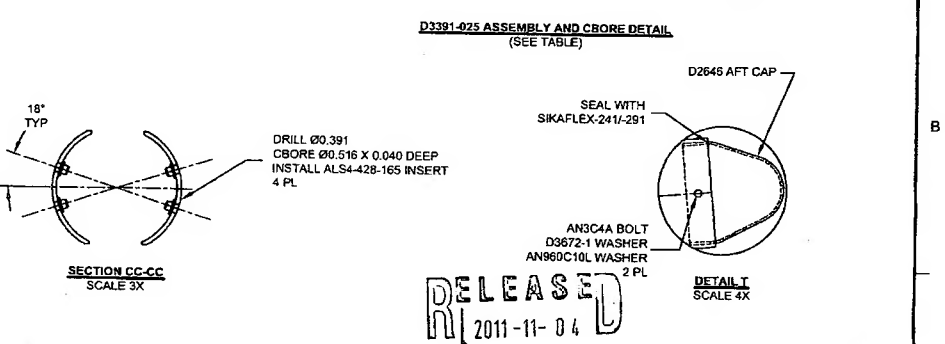 D3391-025 ASSEMBLY AND CBORE DETAIL
(SEE TABLE)
D2646 AFT CAP
SEAL WITH
SIKAFLEX-241/-291
B
18°
TYP
DRILL Ø0.391
CBORE Ø0.516 X 0.040 DEEP
INSTALL ALS4-428-165 INSERT
4 PL
AN3C4A BOLT
D3672-1 WASHER
AN960C10L WASHER
2 PL
SECTION CC-CC
SCALE 3X
DETAIL T
SCALE 4X
RELEASED
2011-11-04